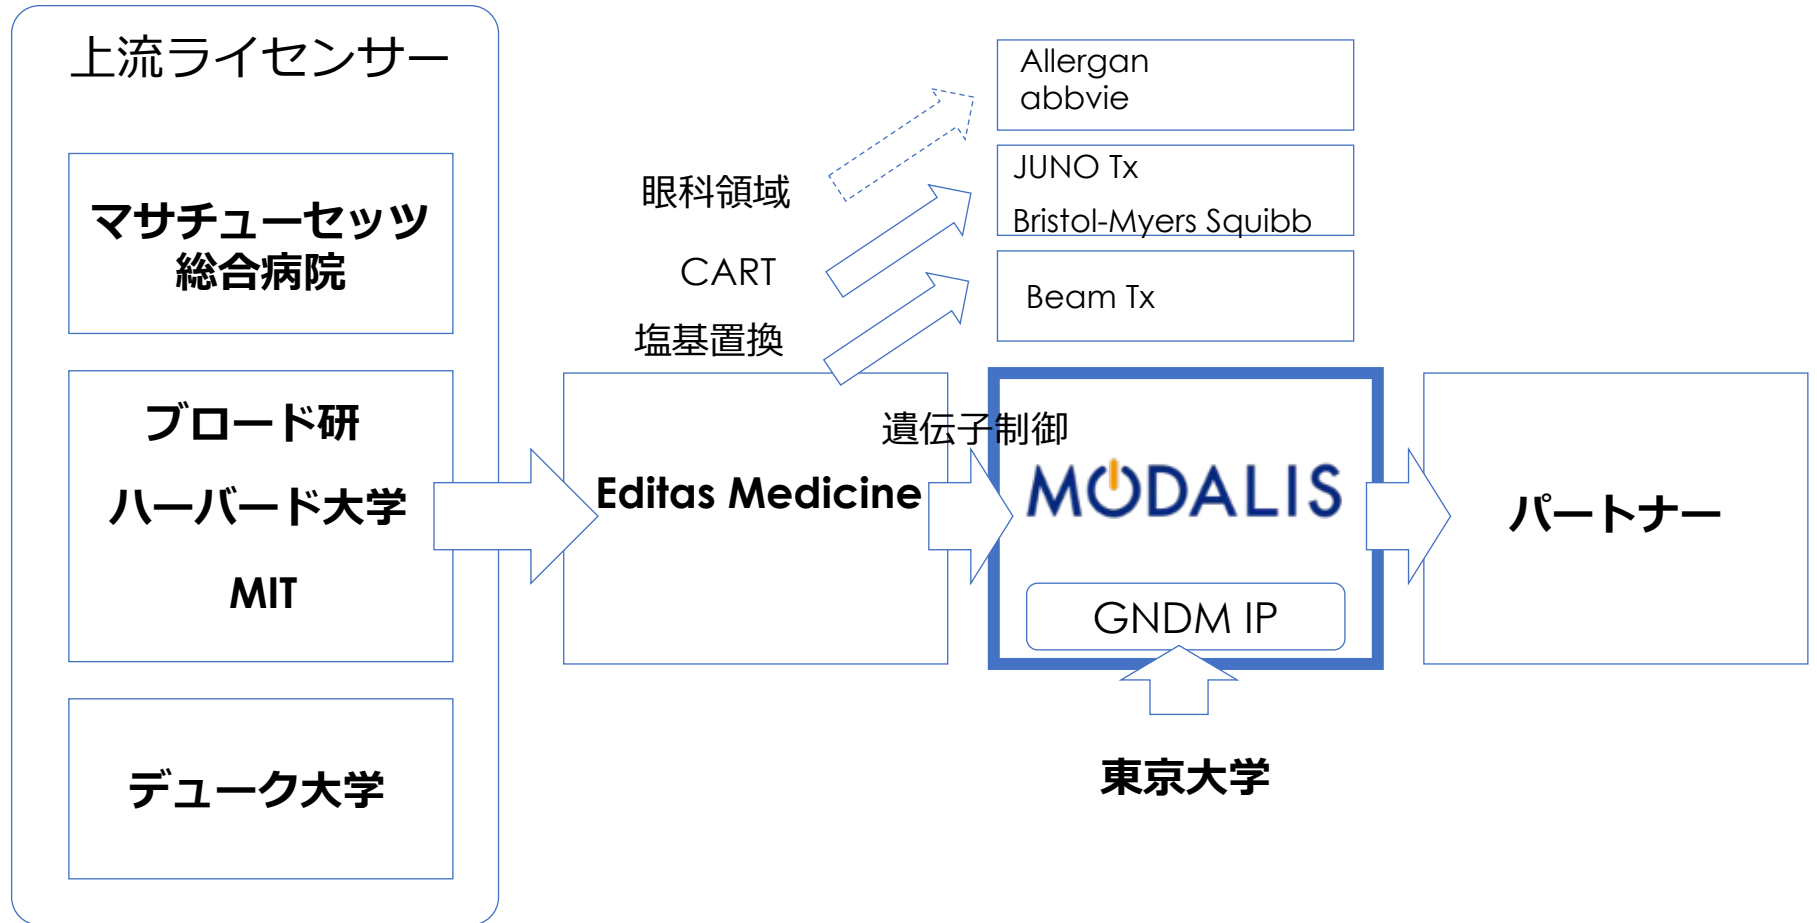 上流ライセンサー
マサチューセッツ
総合病院
ブロード研
ハーバード大学
MIT
デューク大学
Editas Medicine
眼科領域
CART
塩基置換
遺伝子制御
Allergan
abbvie
JUNO Tx
Bristol-Myers Squibb
Beam Tx
MODALIS
GNDM IP
東京大学
パートナー